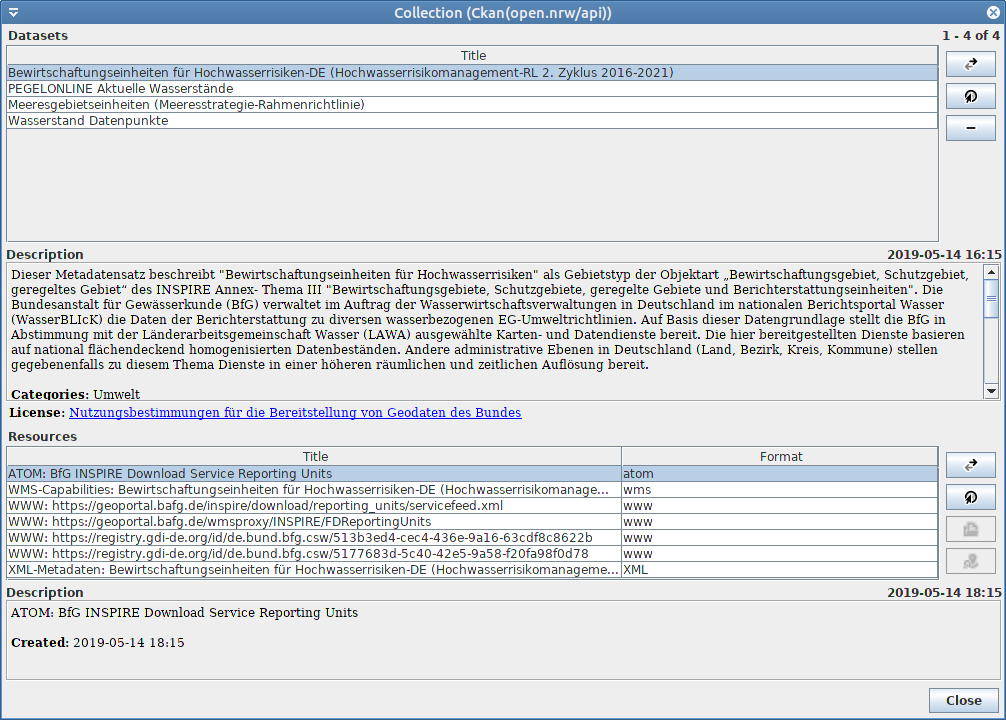 Collection (Ckan(open.nrw/api))
Datasets
1 - 4 of 4
Title
Bewirtschaftungseinheiten für Hochwasserrisiken-DE (Hochwasserrisikomanagement-RL 2. Zyklus 2016-2021)
PEGELONLINE Aktuelle Wasserstände
Meeresgebietseinheiten (Meeresstrategie-Rahmenrichtlinie)
Wasserstand Datenpunkte
Description
2019-05-14 16:15
Dieser Metadatensatz beschreibt "Bewirtschaftungseinheiten für Hochwasserrisiken" als Gebietstyp der Objektart „Bewirtschaftungsgebiet, Schutzgebiet,
geregeltes Gebiet“ des INSPIRE Annex- Thema III "Bewirtschaftungsgebiete, Schutzgebiete, geregelte Gebiete und Berichterstattungseinheiten". Die
Bundesanstalt für Gewässerkunde (BfG) verwaltet im Auftrag der Wasserwirtschaftsverwaltungen in Deutschland im nationalen Berichtsportal Wasser
(WasserBLIcK) die Daten der Berichterstattung zu diversen wasserbezogenen EG-Umweltrichtlinien. Auf Basis dieser Datengrundlage stellt die BfG in
Abstimmung mit der Länderarbeitsgemeinschaft Wasser (LAWA) ausgewählte Karten- und Datendienste bereit. Die hier bereitgestellten Dienste basieren
auf national flächendeckend homogenisierten Datenbeständen. Andere administrative Ebenen in Deutschland (Land, Bezirk, Kreis, Kommune) stellen
gegebenenfalls zu diesem Thema Dienste in einer höheren räumlichen und zeitlichen Auflösung bereit.
Categories: Umwelt
License: Nutzungsbestimmungen für die Bereitstellung von Geodaten des Bundes
Resources
Title Format
ATOM: BfG INSPIRE Download Service Reporting Units atom
WMS-Capabilities: Bewirtschaftungseinheiten für Hochwasserrisiken-DE (Hochwasserrisikomanage... wms
WWW: https://geoportal.bafg.de/inspire/download/reporting_units/servicefeed.xml www
WWW: https://geoportal.bafg.de/wmsproxy/INSPIRE/FDReportingUnits www
WWW: https://registry.gdi-de.org/id/de.bund.bfg.csw/513b3ed4-cec4-436e-9a16-63cdf8c8622b www
WWW: https://registry.gdi-de.org/id/de.bund.bfg.csw/5177683d-5c40-42e5-9a58-f20fa98f0d78 www
XML-Metadaten: Bewirtschaftungseinheiten für Hochwasserrisiken-DE (Hochwasserrisikomanageme... XML
Description
2019-05-14 18:15
ATOM: BfG INSPIRE Download Service Reporting Units
Created: 2019-05-14 18:15
Close